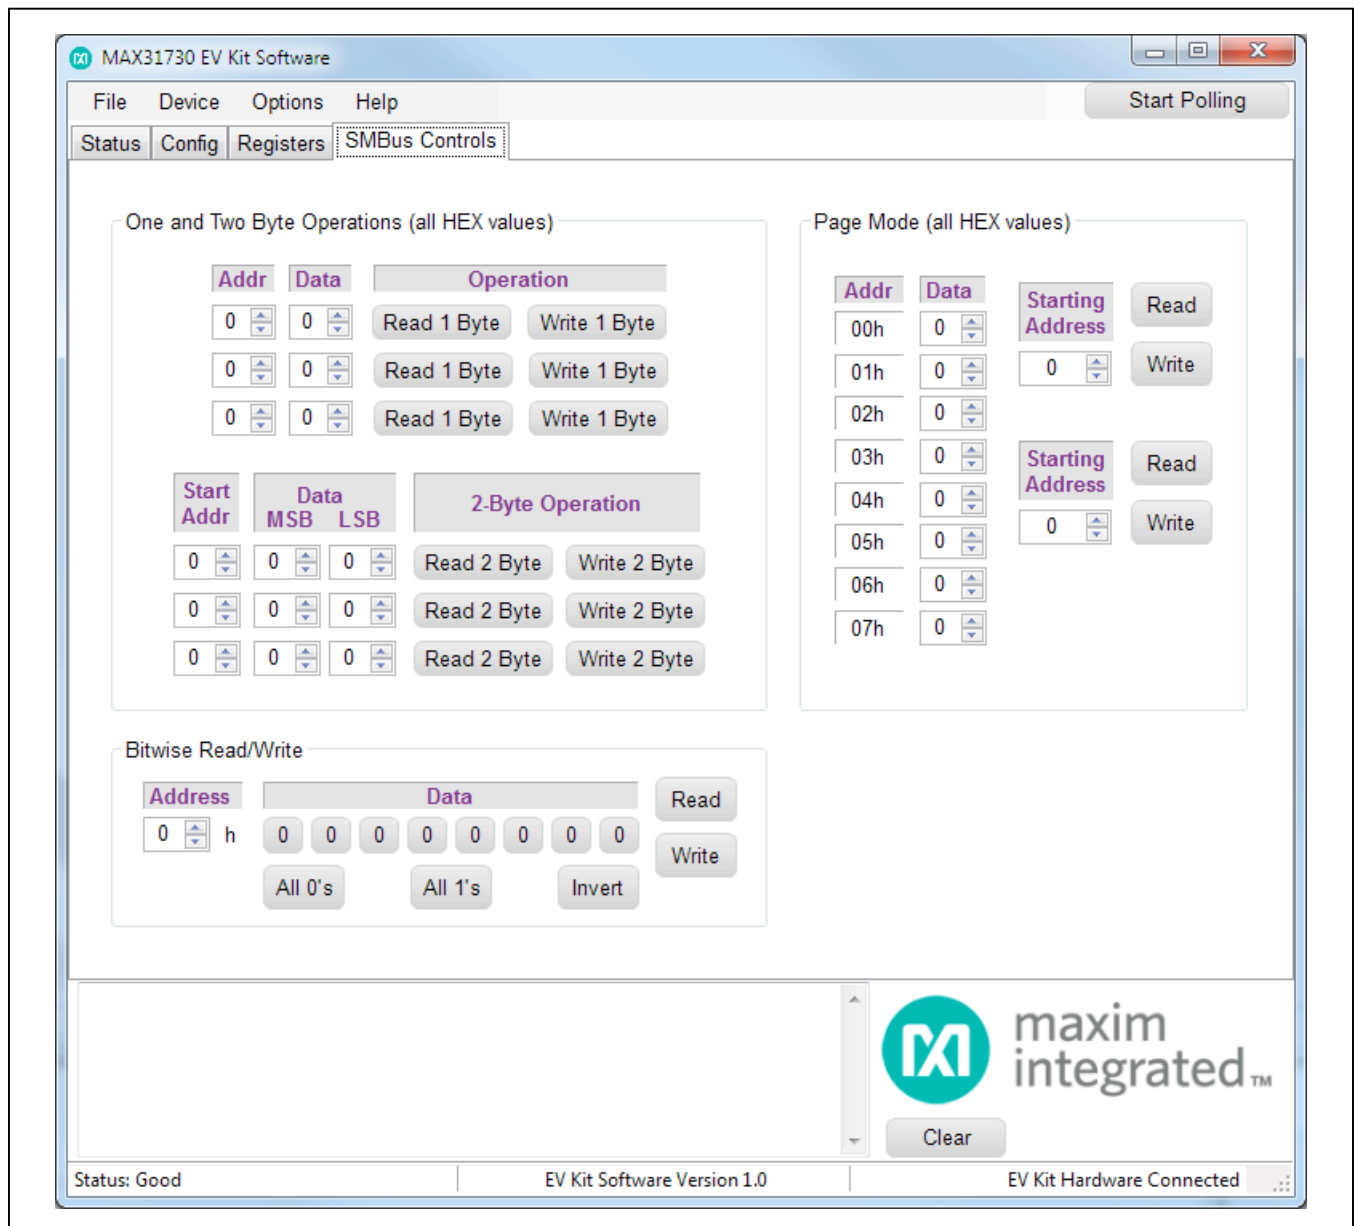 MAX31730 EV Kit Software
File Device Options Help Start Polling
Status Config Registers SMBus Controls
One and Two Byte Operations (all HEX values)
Addr Data Operation
0 0 Read 1 Byte Write 1 Byte
0 0 Read 1 Byte Write 1 Byte
0 0 Read 1 Byte Write 1 Byte
Start Addr Data MSB LSB 2-Byte Operation
0 0 0 Read 2 Byte Write 2 Byte
0 0 0 Read 2 Byte Write 2 Byte
0 0 0 Read 2 Byte Write 2 Byte
Page Mode (all HEX values)
Addr Data
00h 0
01h 0
02h 0
03h 0
04h 0
05h 0
06h 0
07h 0
Starting Address Read
0 Write
Starting Address Read
0 Write
Bitwise Read/Write
Address Data Read
0 h 0 0 0 0 0 0 0 0 Write
All 0's All 1's Invert
maxim
integrated™
Clear
Status: Good EV Kit Software Version 1.0 EV Kit Hardware Connected